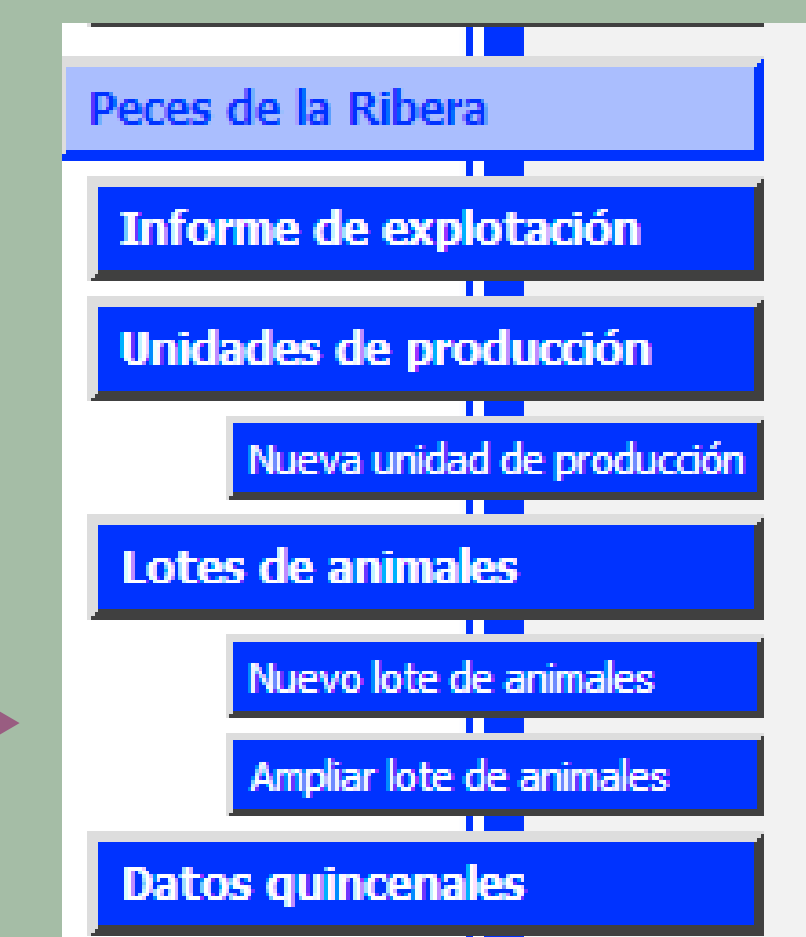 Peces de la Ribera
Informe de explotación
Unidades de producción
Nueva unidad de producción
Lotes de animales
Nuevo lote de animales
Ampliar lote de animales
Datos quincenales